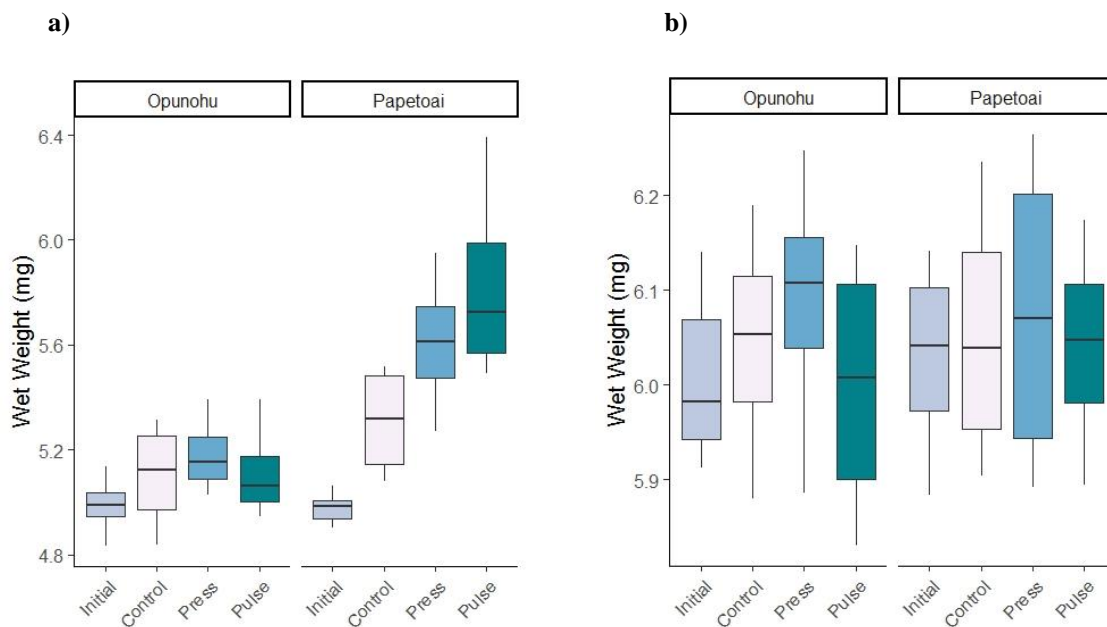 a)
Opunohu Papetoai
Wet Weight (mg)
6.4
6.0
5.6
5.2
4.8
Initial Control Press Pulse Initial Control Press Pulse
b)
Opunohu Papetoai
Wet Weight (mg)
6.2
6.1
6.0
5.9
Initial Control Press Pulse Initial Control Press Pulse